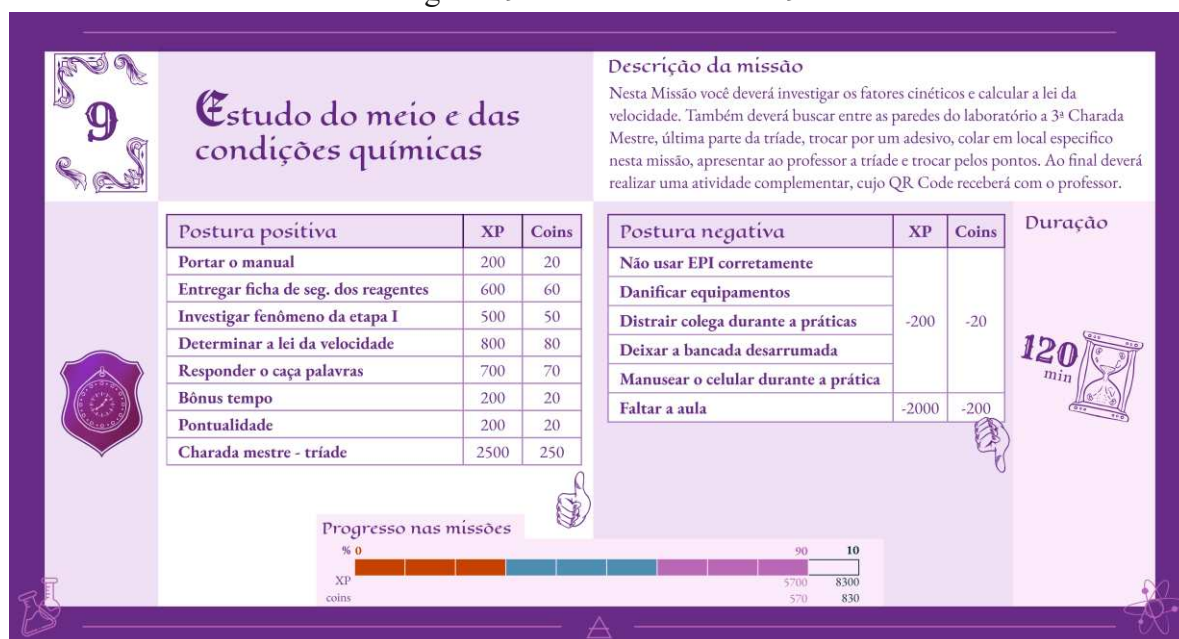 9
Estudo do meio e das
condições químicas
Descrição da missão
Nesta Missão você deverá investigar os fatores cinéticos e calcular a lei da
velocidade. Também deverá buscar entre as paredes do laboratório a 3ª Charada
Mestre, última parte da tríade, trocar por um adesivo, colar em local especifico
nesta missão, apresentar ao professor a tríade e trocar pelos pontos. Ao final deverá
realizar uma atividade complementar, cujo QR Code receberá com o professor.
Postura positiva XP Coins
Portar o manual 200 20
Entregar ficha de seg. dos reagentes 600 60
Investigar fenômeno da etapa I 500 50
Determinar a lei da velocidade 800 80
Responder o caça palavras 700 70
Bônus tempo 200 20
Pontualidade 200 20
Charada mestre - tríade 2500 250
Postura negativa XP Coins
Não usar EPI corretamente
Danificar equipamentos
Distrair colega durante a práticas -200 -20
Deixar a bancada desarrumada
Manusear o celular durante a prática
Faltar a aula -2000 -200
Duração
120
min
Progresso nas missões
% 0 90 10
XP 5700 8300
coins 570 830